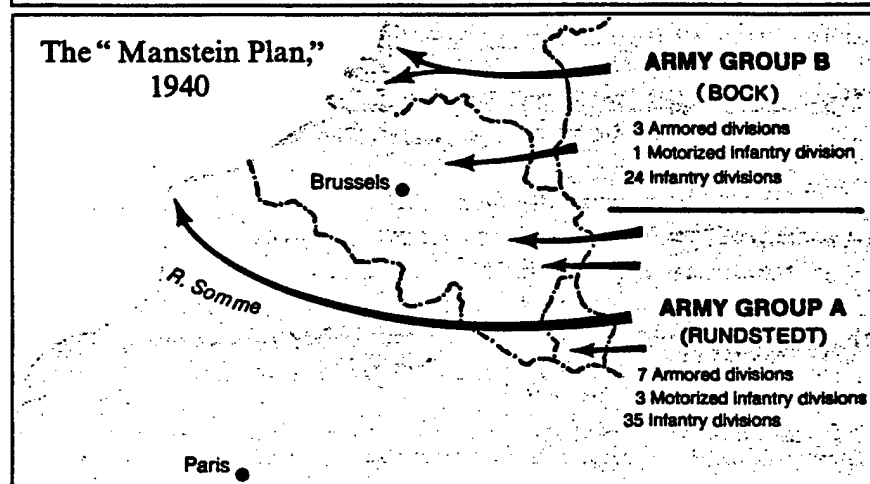 The “Manstein Plan,”
1940
ARMY GROUP B
(BOCK)
3 Armored divisions
1 Motorized Infantry division
24 Infantry divisions
Brussels
R. Somme
ARMY GROUP A
(RUNDSTEDT)
7 Armored divisions
3 Motorized Infantry divisions
35 Infantry divisions
Paris